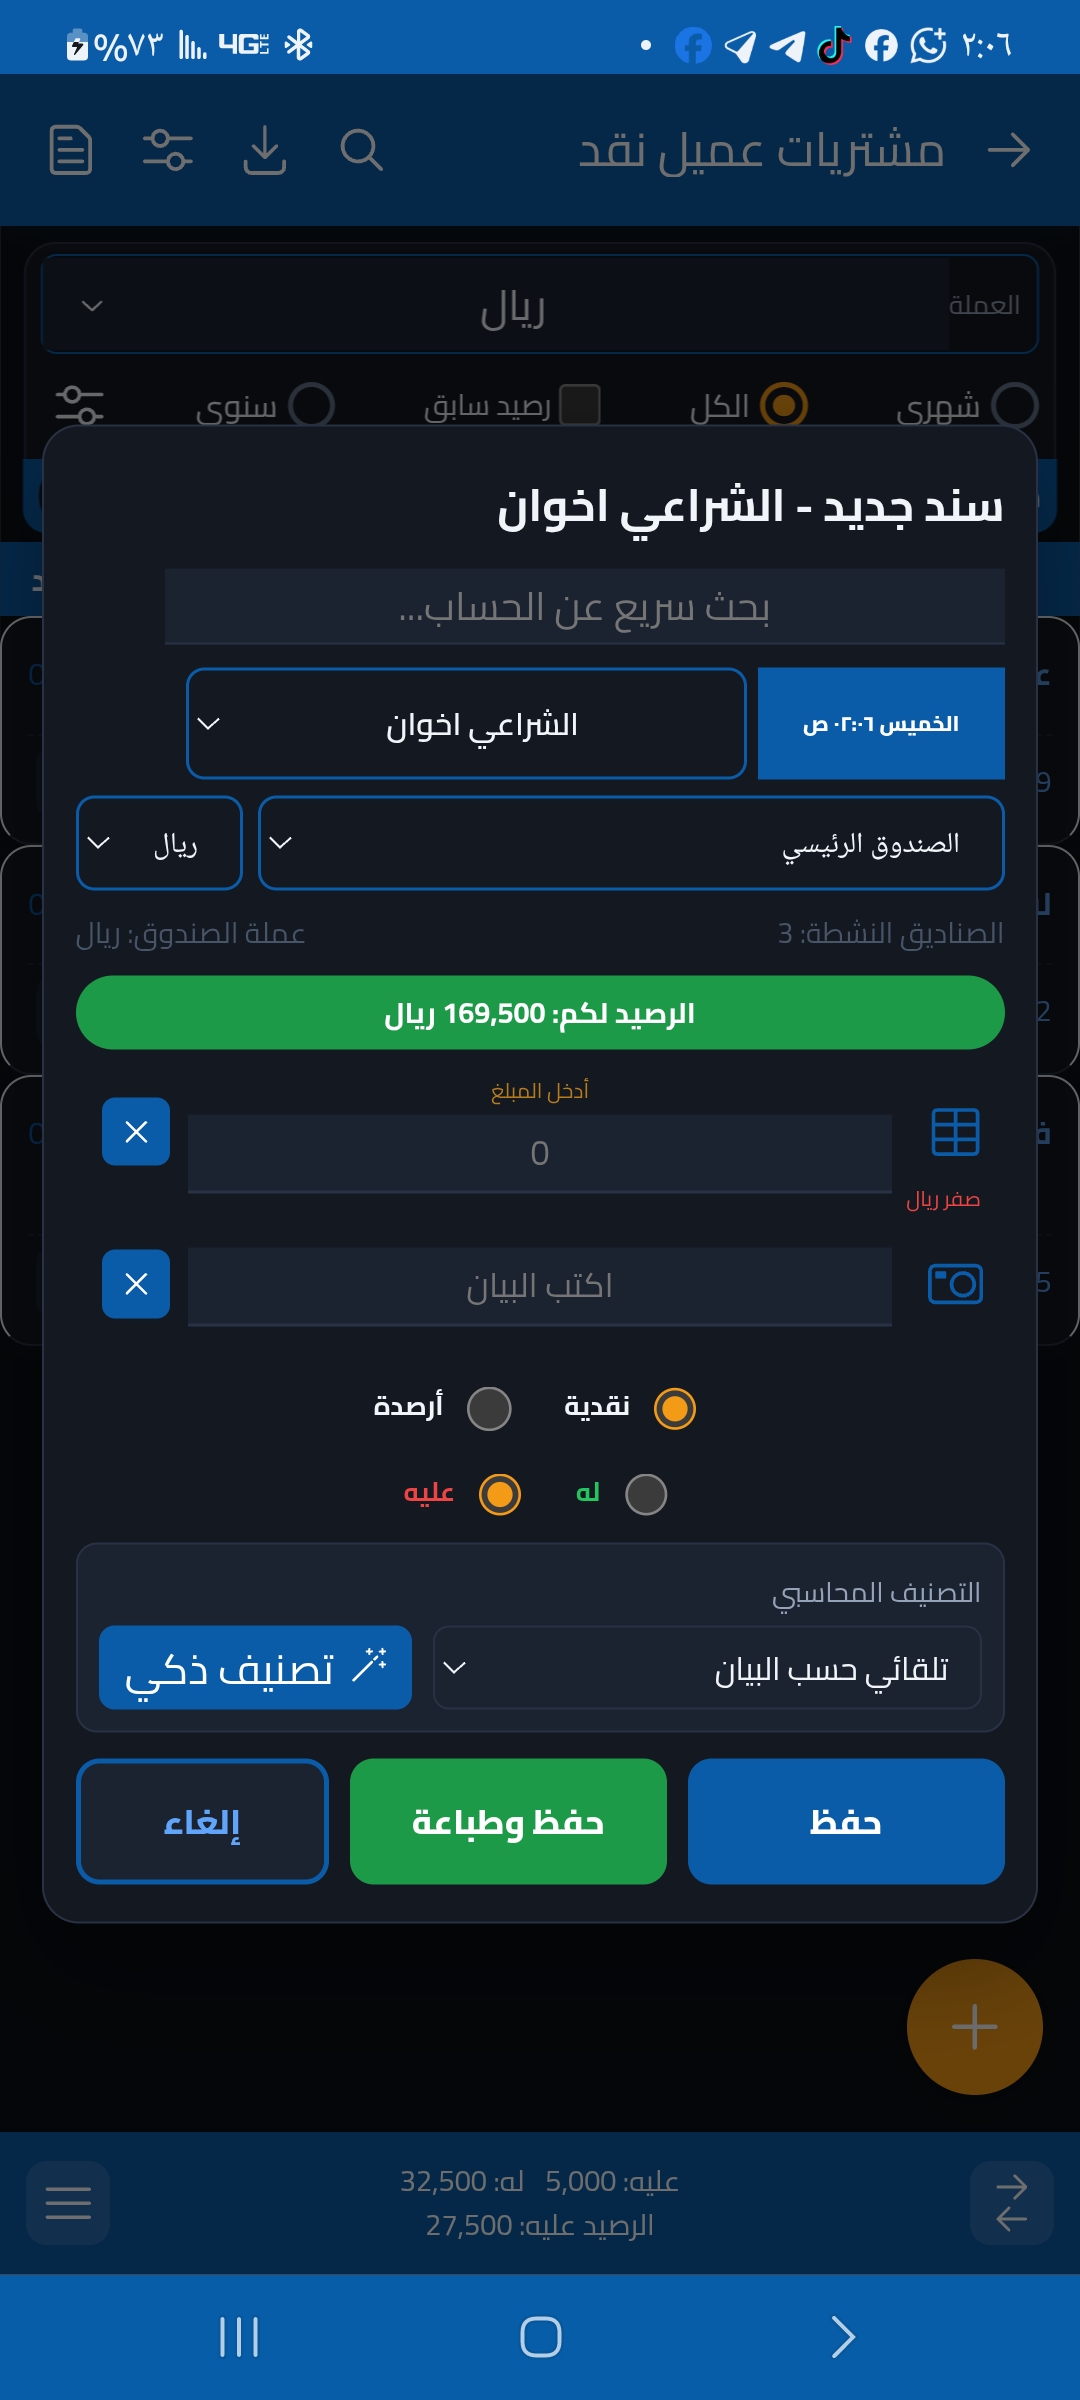 ٢:٠٦
4G LTE
%٧٣
مشتريات عميل نقد
العملة
ريال
شهري
الكل
رصيد سابق
سنوي
سند جديد - الشراعي اخوان
بحث سريع عن الحساب...
الخميس ٠٢:٠٦ ص
الشراعي اخوان
الصندوق الرئيسي
ريال
الصناديق النشطة: 3
عملة الصندوق: ريال
الرصيد لكم: 169,500 ريال
أدخل المبلغ
0
صفر ريال
اكتب البيان
نقدية
أرصدة
له
عليه
التصنيف المحاسبي
تلقائي حسب البيان
تصنيف ذكي
حفظ
حفظ وطباعة
إلغاء
عليه: 5,000 له: 32,500
الرصيد عليه: 27,500